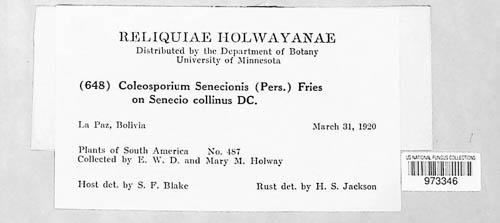 RELIQUIAE HOLWAYANAE
Distributed by the Department of Botany
University of Minnesota
(648) Coleosporium Senecionis (Pers.) Fries
on Senecio collinus DC.
La Paz, Bolivia March 31, 1920
Plants of South America No. 487
Collected by E. W. D. and Mary M. Holway
Host det. by S. F. Blake Rust det. by H. S. Jackson
US NATIONAL FUNGUS COLLECTIONS
973346